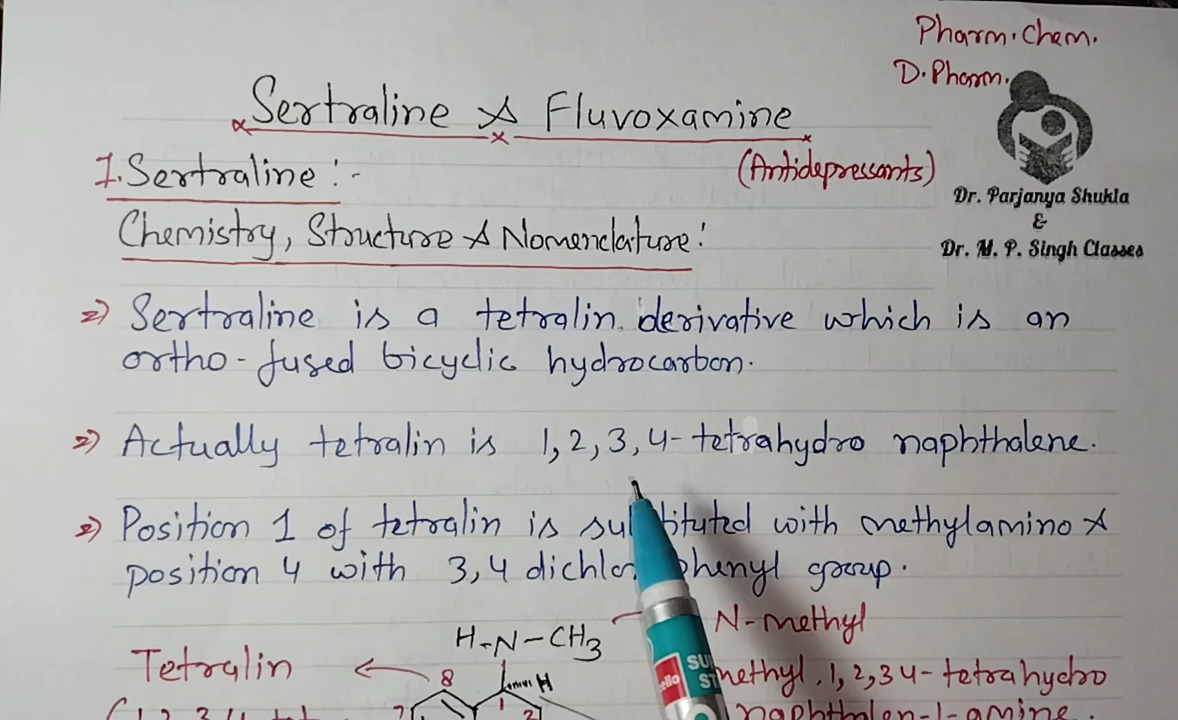 Pharm. Chem.
D. Pharm.
Sertraline & Fluvoxamine
(Antidepressants)
Dr. Parjanya Shukla
&
Dr. M. P. Singh Classes
1. Sertraline :-
Chemistry, Structure & Nomenclature :
Sertraline is a tetralin derivative which is an
ortho-fused bicyclic hydrocarbon.
Actually tetralin is 1,2,3,4-tetrahydro naphthalene.
Position 1 of tetralin is with methylamino &
position 4 with 3,4 phenyl group.
H-N-CH3
N-methyl
Tetralin
8
H
methyl 1,2,3 4-tetrahydro
1
2
7